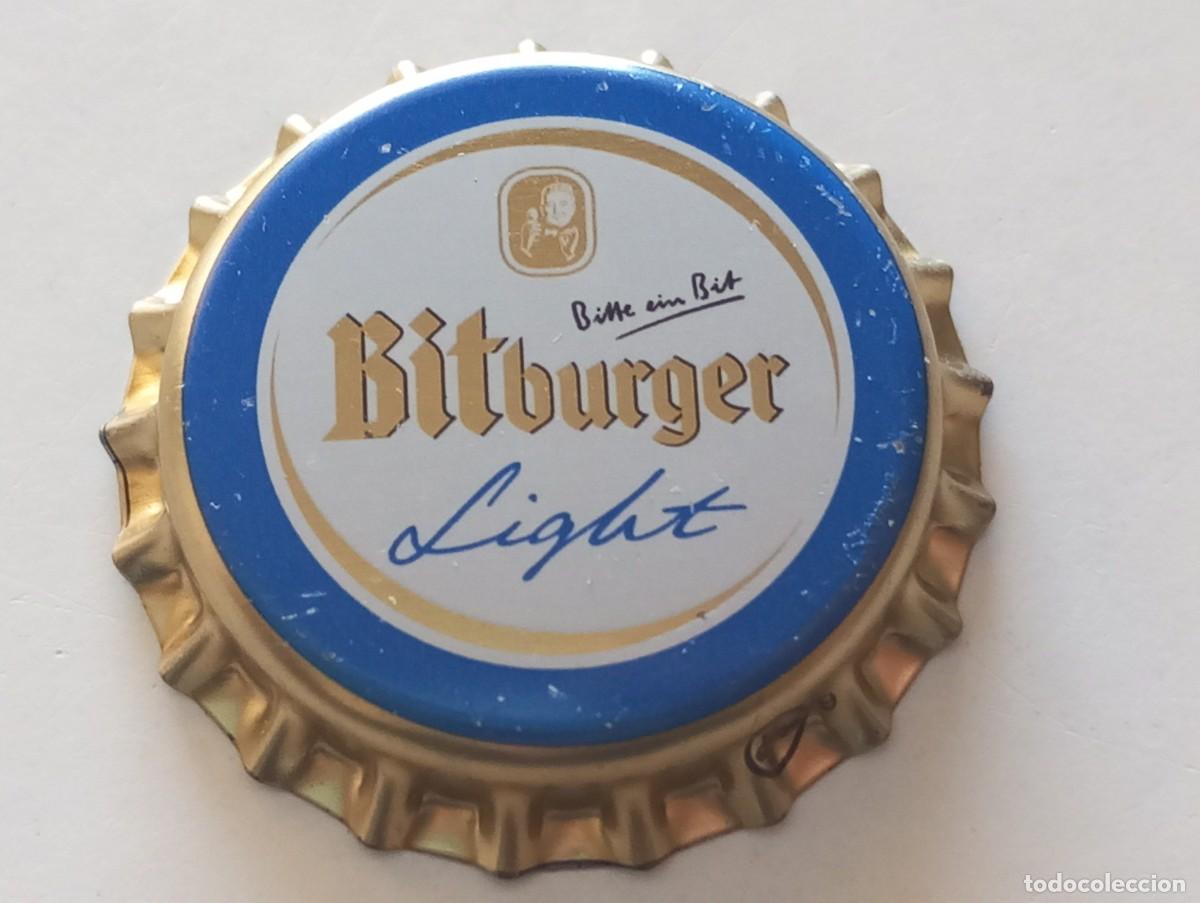 Bitte ein Bit
Bitburger
Light
todocoleccion